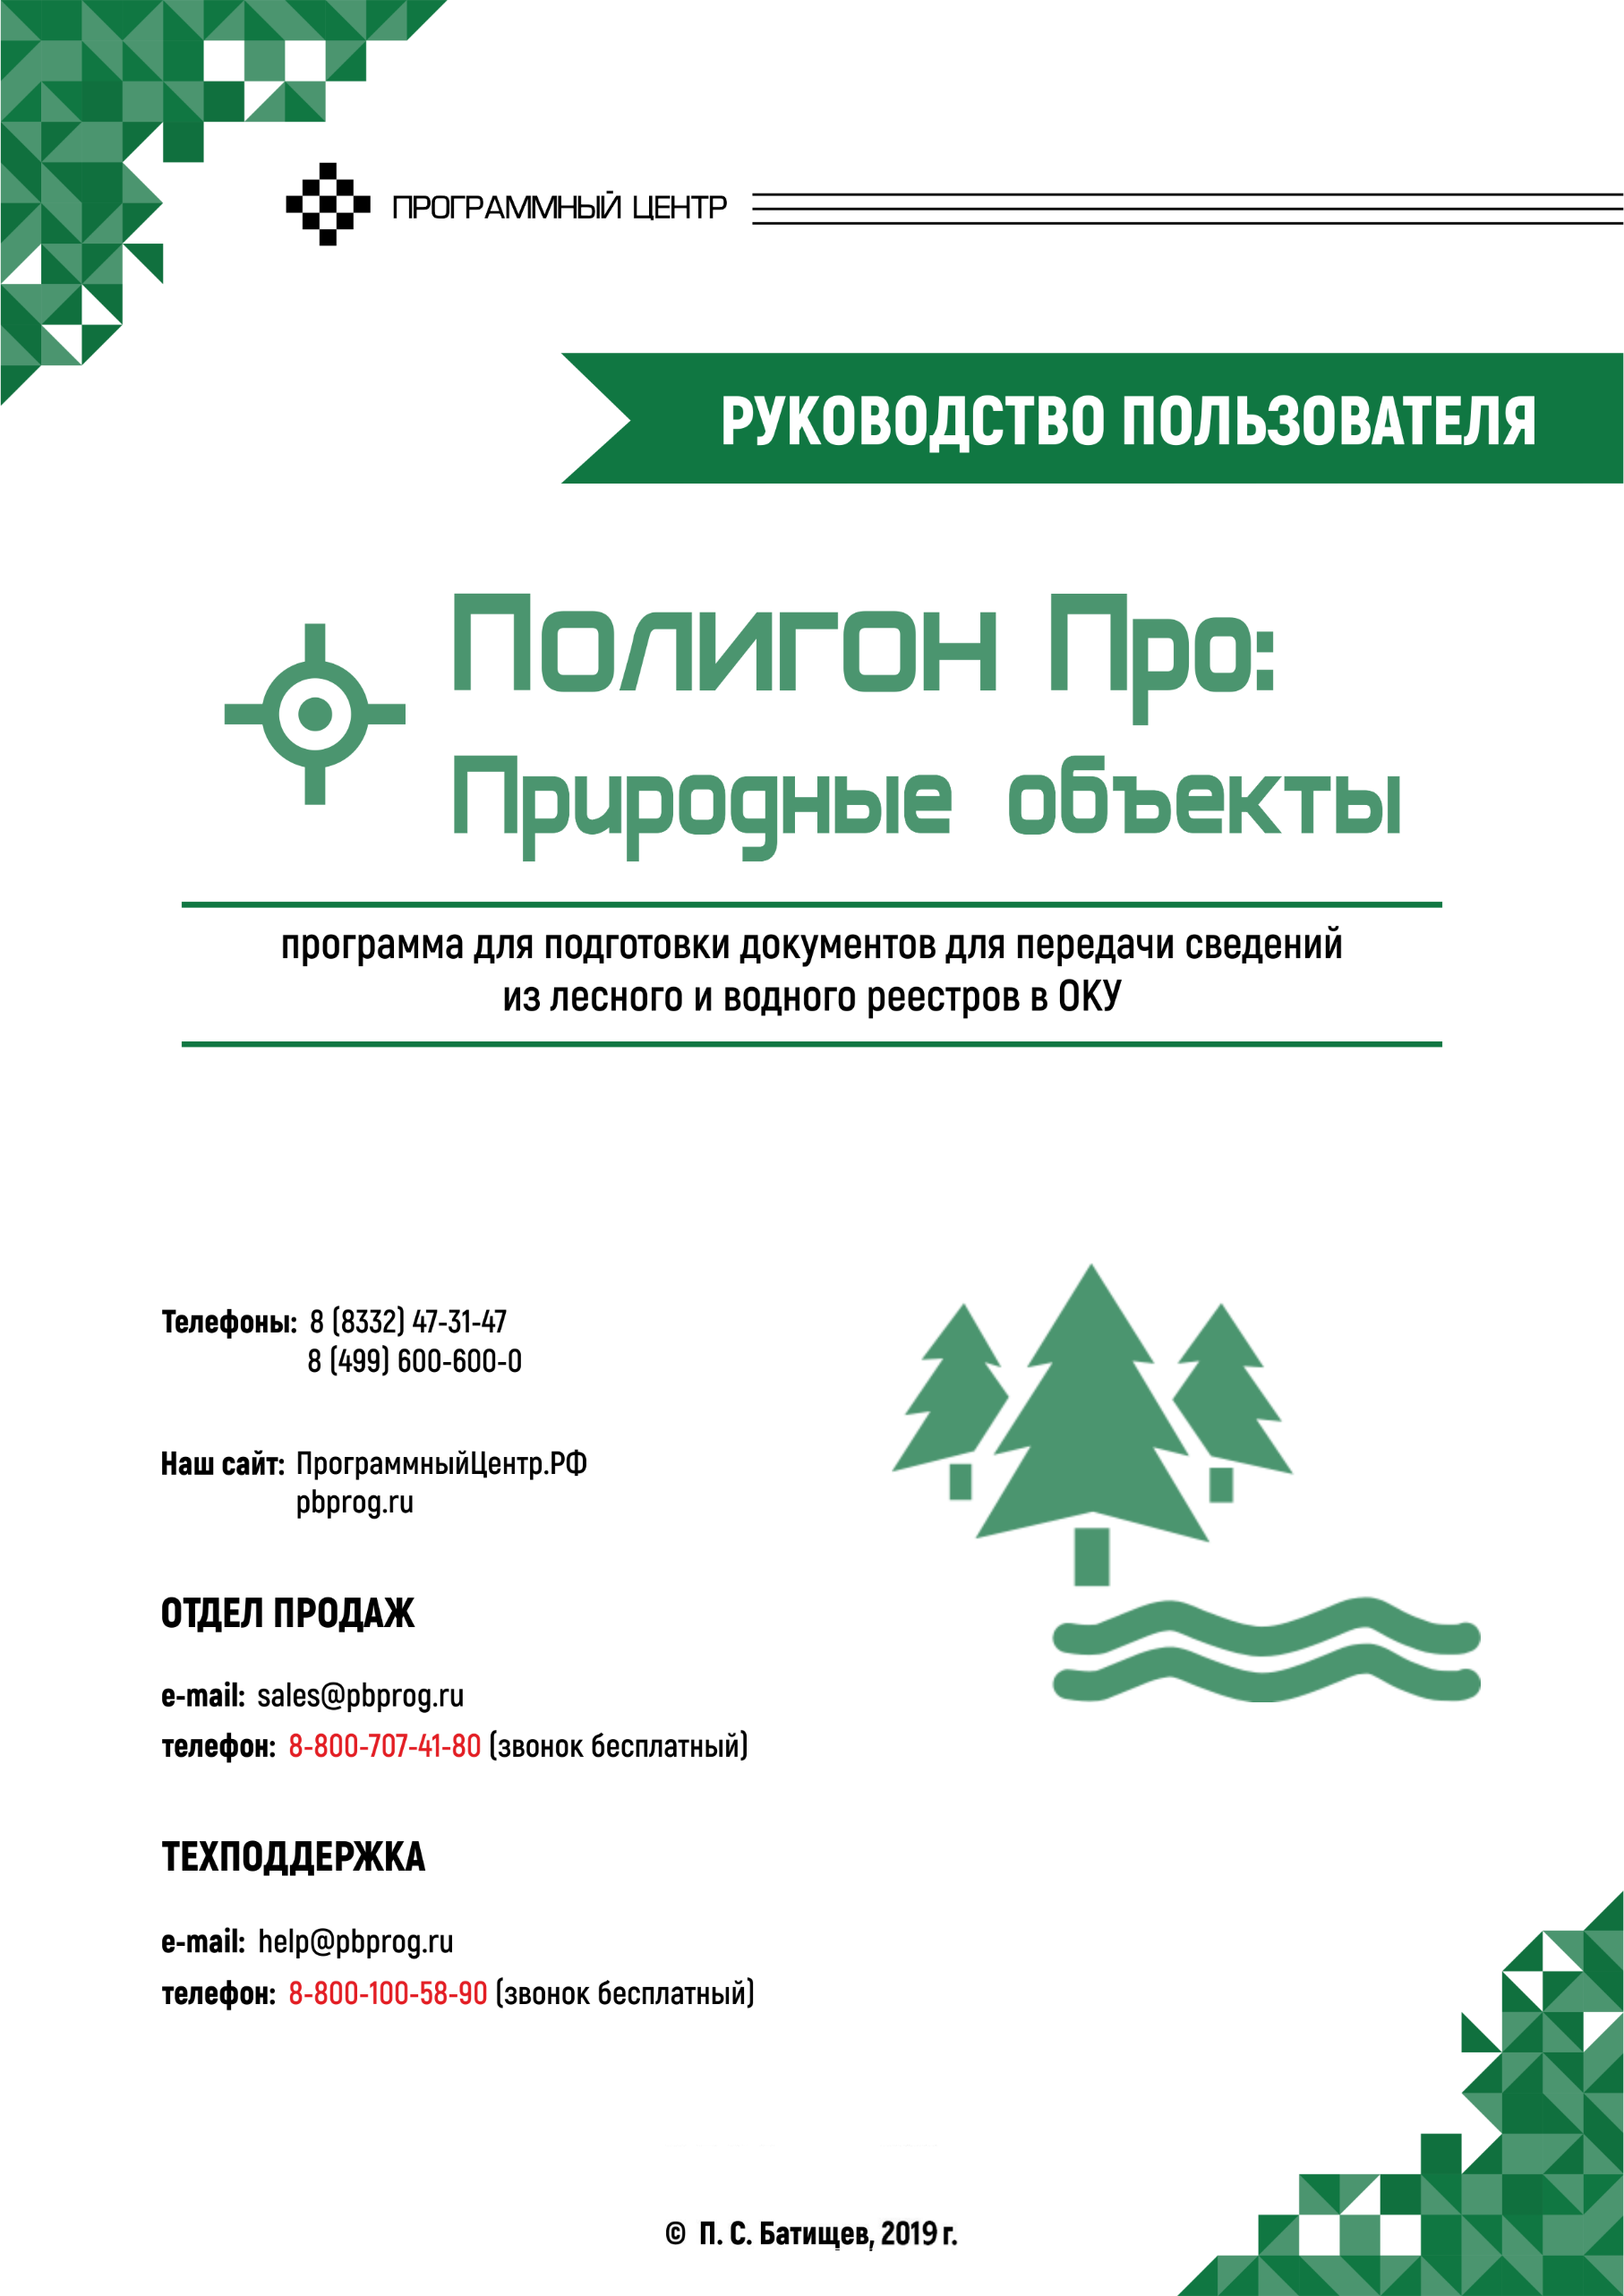 ПРОГРАММНЫЙ ЦЕНТР
РУКОВОДСТВО ПОЛЬЗОВАТЕЛЯ
Полигон Про:
Природные объекты
программа для подготовки документов для передачи сведений
из лесного и водного реестров в ОКУ
Телефоны: 8 (8332) 47-31-47
8 (499) 600-600-0
Наш сайт: ПрограммныйЦентр.РФ
pbprog.ru
ОТДЕЛ ПРОДАЖ
e-mail: sales@pbprog.ru
телефон: 8-800-707-41-80 (звонок бесплатный)
ТЕХПОДДЕРЖКА
e-mail: help@pbprog.ru
телефон: 8-800-100-58-90 (звонок бесплатный)
© П. С. Батищев, 2019 г.